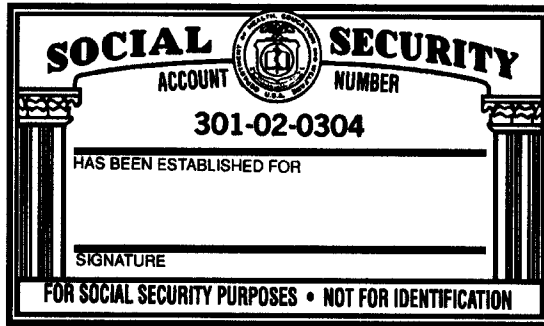 SOCIAL SECURITY
ACCOUNT NUMBER
301-02-0304
HAS BEEN ESTABLISHED FOR
SIGNATURE
FOR SOCIAL SECURITY PURPOSES • NOT FOR IDENTIFICATION